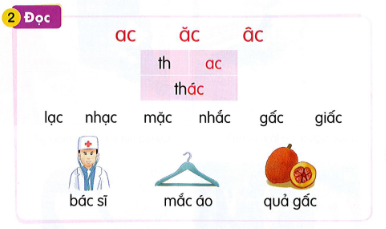 2 Đọc
ac ăc âc
th ac
thác
lạc nhạc mặc nhắc gấc giấc
bác sĩ mắc áo quả gấc